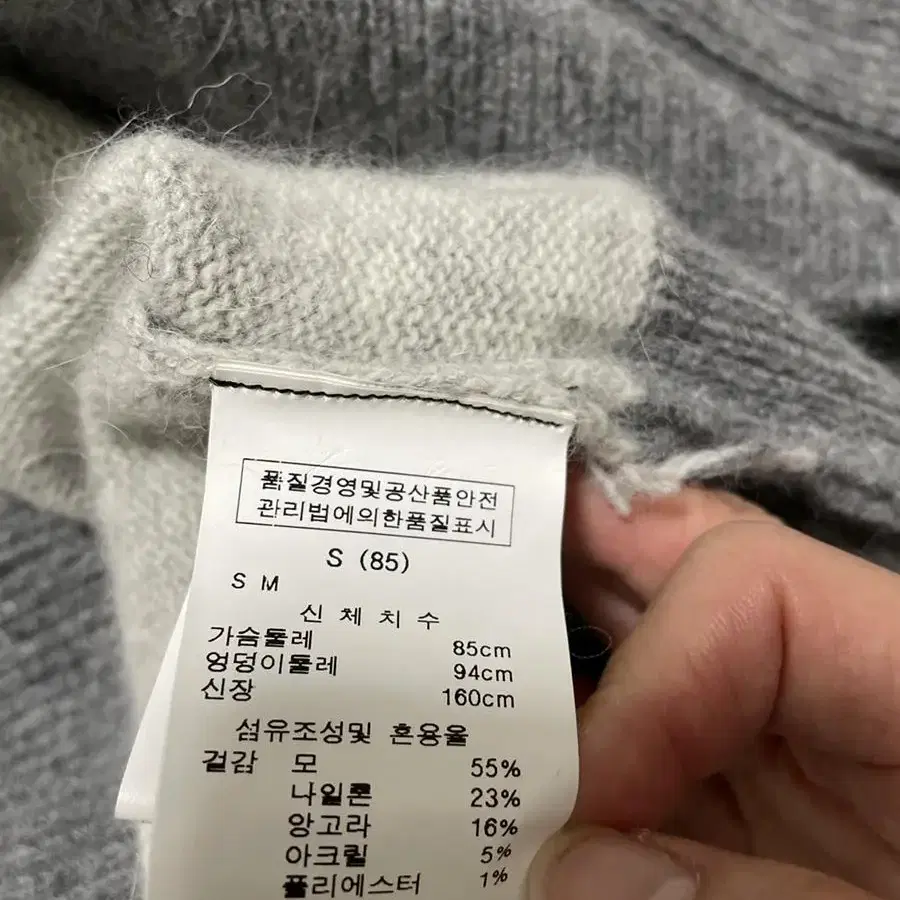 품질경영및공산품안전
관리법에의한품질표시
S (85)
S M
신 체 치 수
가슴둘레 85cm
엉덩이둘레 94cm
신장 160cm
섬유조성및 혼용율
겉감 모 55%
나일론 23%
앙고라 16%
아크릴 5%
폴리에스터 1%